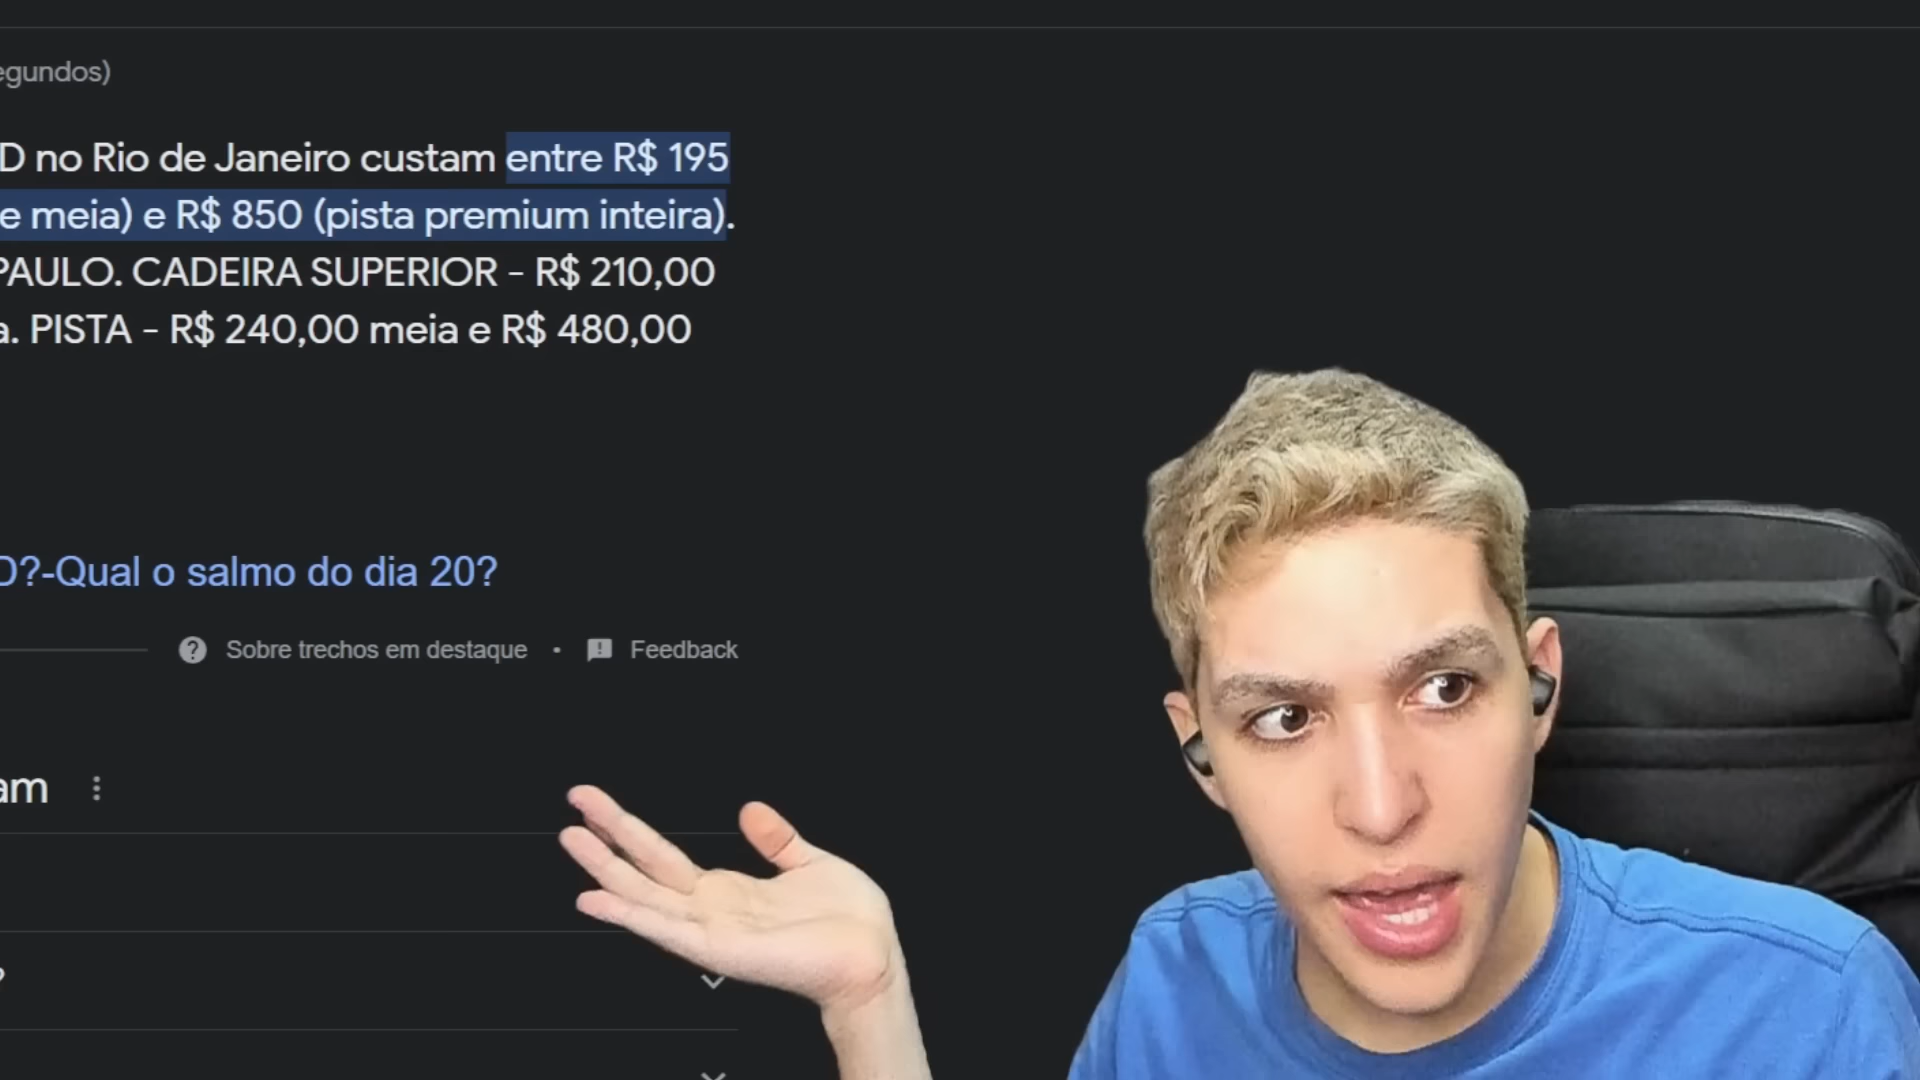 egundos)
D no Rio de Janeiro custam entre R$ 195
e meia) e R$ 850 (pista premium inteira).
PAULO. CADEIRA SUPERIOR - R$ 210,00
a. PISTA - R$ 240,00 meia e R$ 480,00
O?-Qual o salmo do dia 20?
Sobre trechos em destaque • Feedback
am
?